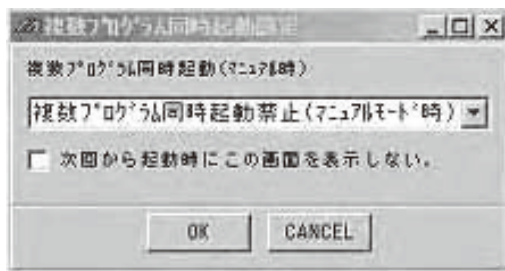 複数ﾌﾟﾛｸﾞﾗﾑ同時起動設定
複数ﾌﾟﾛｸﾞﾗﾑ同時起動(ﾏﾆｭｱﾙ時)
複数ﾌﾟﾛｸﾞﾗﾑ同時起動禁止(ﾏﾆｭｱﾙﾓｰﾄﾞ時)
次回から起動時にこの画面を表示しない.
OK
CANCEL